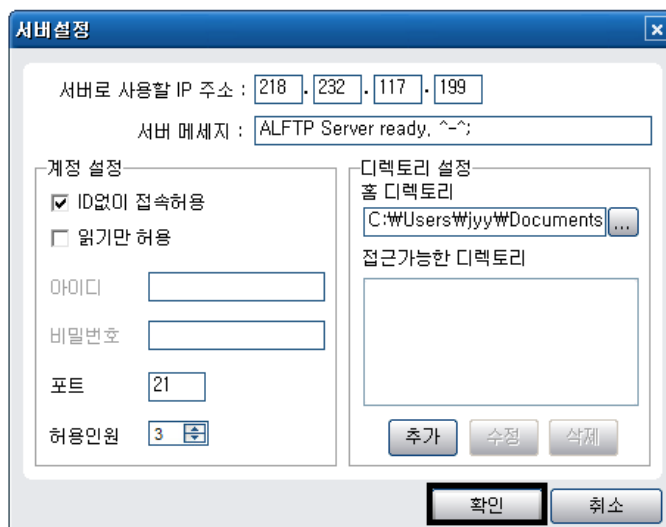 서버설정
서버로 사용할 IP 주소 : 218 . 232 . 117 . 199
서버 메세지 : ALFTP Server ready, ^-^;
계정 설정
ID없이 접속허용
읽기만 허용
아이디
비밀번호
포트 21
허용인원 3
디렉토리 설정
홈 디렉토리
C:₩Users₩jyy₩Documents ...
접근가능한 디렉토리
추가 수정 삭제
확인 취소